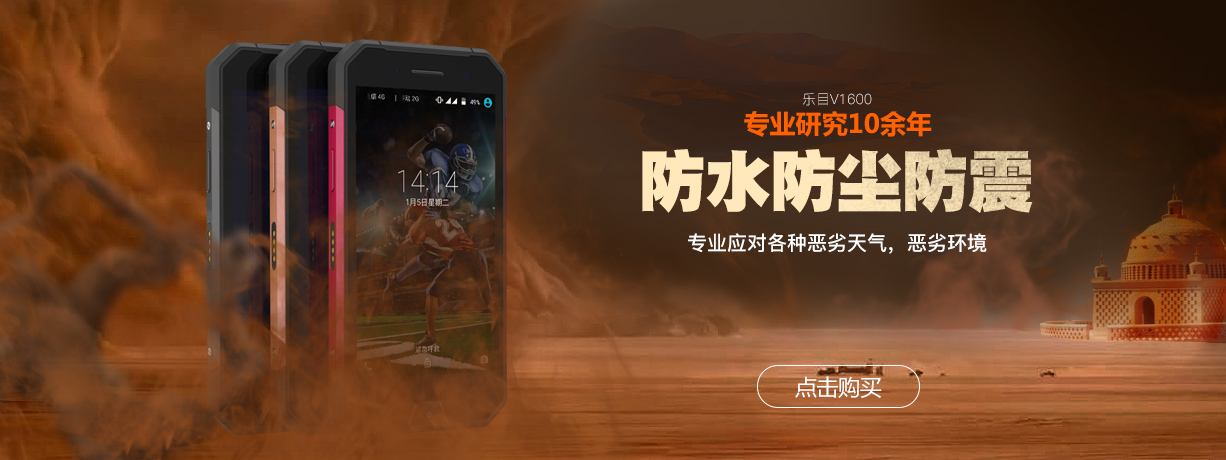 乐目V1600
专业研究10余年
防水防尘防震
专业应对各种恶劣天气，恶劣环境
点击购买
49%
14:14
1月5日星期二